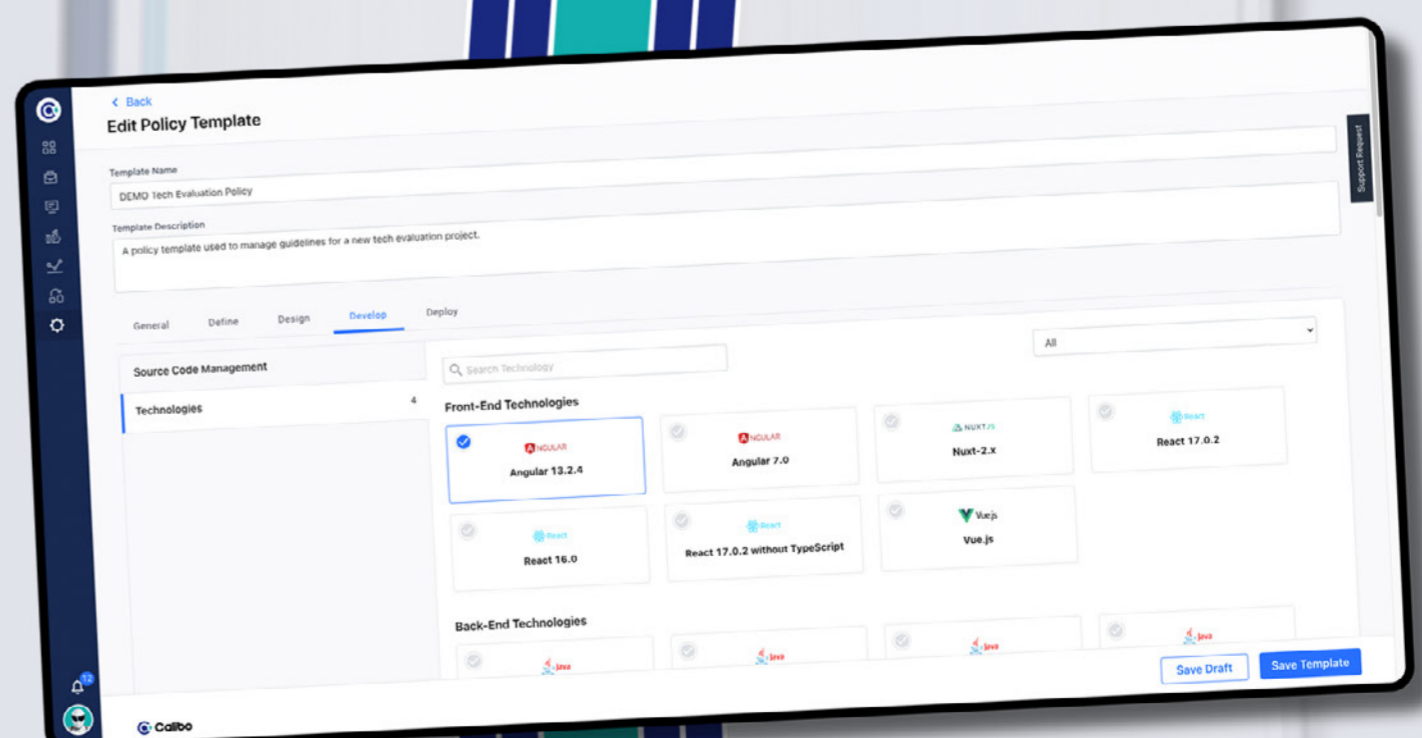 Back
Edit Policy Template
Support Request
Template Name
DEMO Tech Evaluation Policy
Template Description
A policy template used to manage guidelines for a new tech evaluation project.
General Define Design Develop Deploy
Source Code Management
Technologies 4
Search Technology
All
Front-End Technologies
ANGULAR
Angular 13.2.4
ANGULAR
Angular 7.0
NUXTJS
Nuxt-2.x
React
React 17.0.2
React
React 16.0
React
React 17.0.2 without TypeScript
Vue.js
Vue.js
Back-End Technologies
Java Java Java Java
Save Draft Save Template
12
Calibo